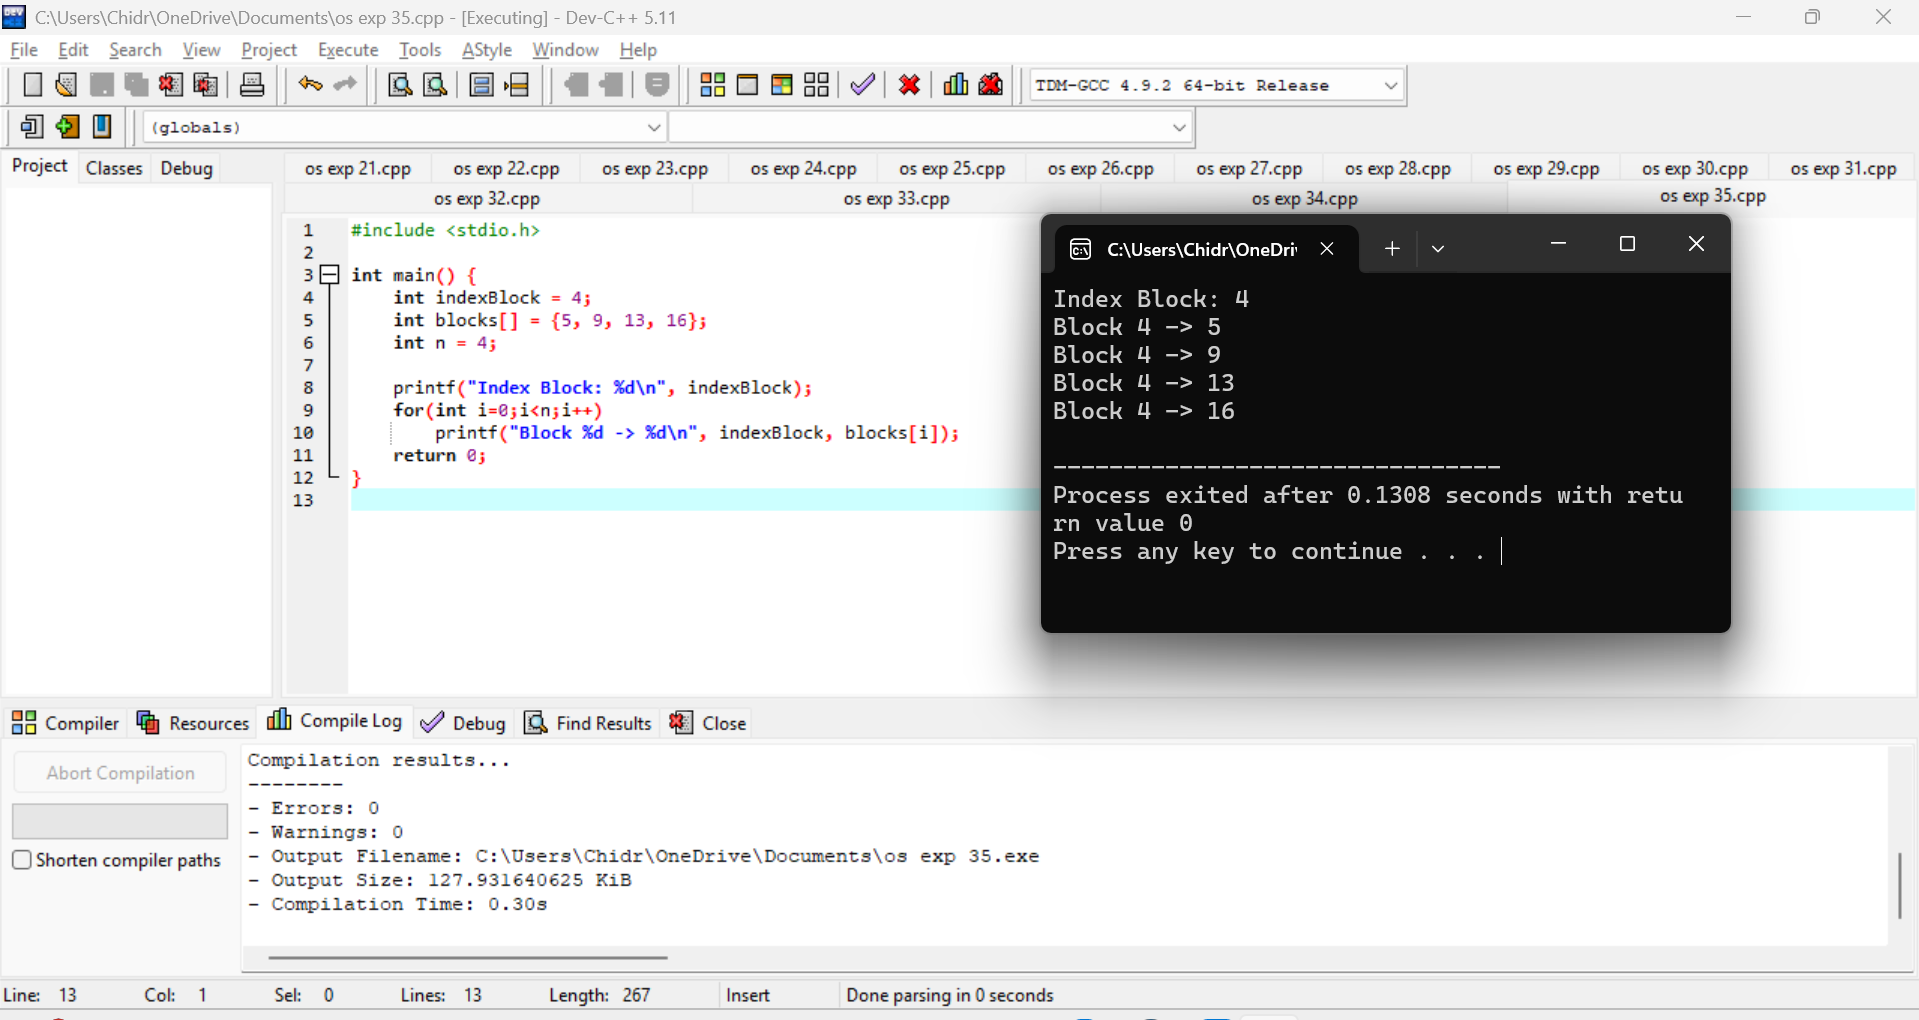 C:\Users\Chidr\OneDrive\Documents\os exp 35.cpp - [Executing] - Dev-C++ 5.11
File Edit Search View Project Execute Tools AStyle Window Help
TDM-GCC 4.9.2 64-bit Release
(globals)
Project Classes Debug
os exp 21.cpp os exp 22.cpp os exp 23.cpp os exp 24.cpp os exp 25.cpp os exp 26.cpp os exp 27.cpp os exp 28.cpp os exp 29.cpp os exp 30.cpp os exp 31.cpp
os exp 32.cpp os exp 33.cpp os exp 34.cpp os exp 35.cpp
1 #include <stdio.h>
2
3 int main() {
4 int indexBlock = 4;
5 int blocks[] = {5, 9, 13, 16};
6 int n = 4;
7
8 printf("Index Block: %d\n", indexBlock);
9 for(int i=0;i<n;i++)
10 printf("Block %d -> %d\n", indexBlock, blocks[i]);
11 return 0;
12 }
13
C:\Users\Chidr\OneDri
Index Block: 4
Block 4 -> 5
Block 4 -> 9
Block 4 -> 13
Block 4 -> 16
--------------------------------
Process exited after 0.1308 seconds with retu
rn value 0
Press any key to continue . . .
Compiler Resources Compile Log Debug Find Results Close
Abort Compilation
Shorten compiler paths
Compilation results...
--------
- Errors: 0
- Warnings: 0
- Output Filename: C:\Users\Chidr\OneDrive\Documents\os exp 35.exe
- Output Size: 127.931640625 KiB
- Compilation Time: 0.30s
Line: 13 Col: 1 Sel: 0 Lines: 13 Length: 267 Insert Done parsing in 0 seconds